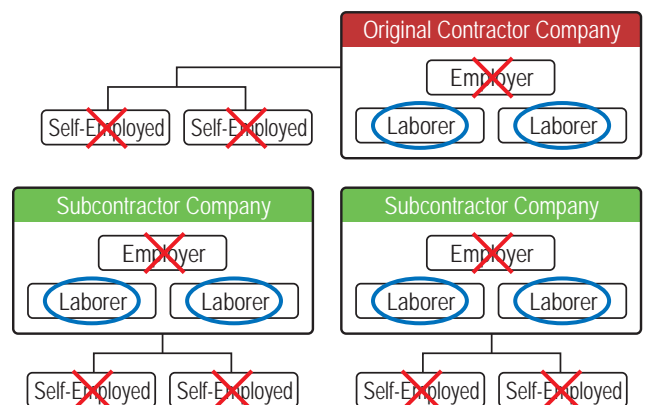 Original Contractor Company
Employer
Self-Employed Self-Employed Laborer Laborer
Subcontractor Company Subcontractor Company
Employer Employer
Laborer Laborer Laborer Laborer
Self-Employed Self-Employed Self-Employed Self-Employed